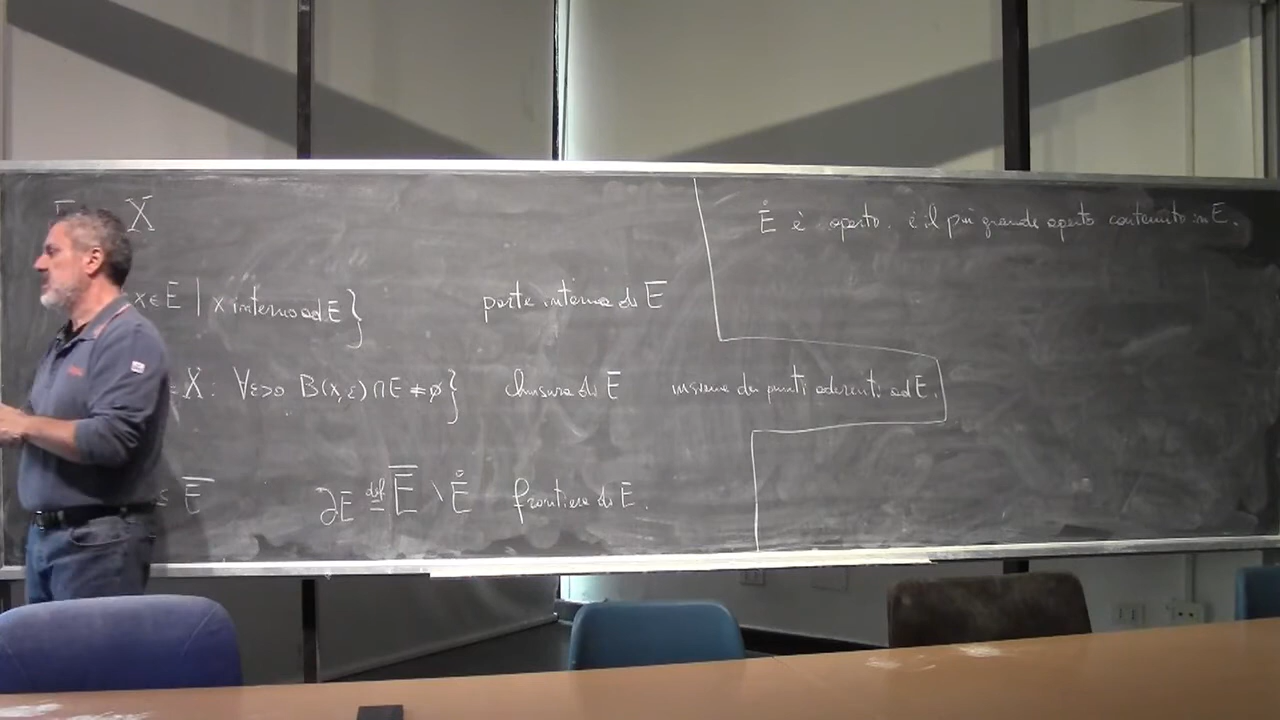 X
x ∈ E | x interno ad E }
parte interna di E
X : ∀ε>0 B(x,ε) ∩ E ≠ ∅ }
chiusura di E
insieme dei punti aderenti ad E.
⊆ E̅
∂E ≝ E̅ \ E̊
frontiera di E.
E̊ è aperto. è il più grande aperto contenuto in E.